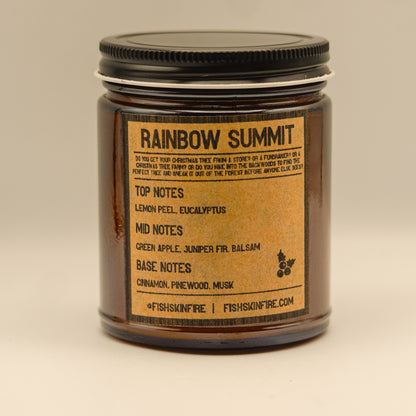 RAINBOW SUMMIT
DO YOU GET YOUR CHRISTMAS TREE FROM A STORE? OR A FUNDRAISER? OR A
CHRISTMAS TREE FARM? OR DO YOU HIKE INTO THE BACKWOODS TO FIND THE
PERFECT TREE AND SNEAK IT OUT OF THE FOREST BEFORE ANYONE ELSE DOES?
TOP NOTES
LEMON PEEL, EUCALYPTUS
MID NOTES
GREEN APPLE, JUNIPER FIR, BALSAM
BASE NOTES
CINNAMON, PINEWOOD, MUSK
@FISHSKINFIRE | FISHSKINFIRE.COM